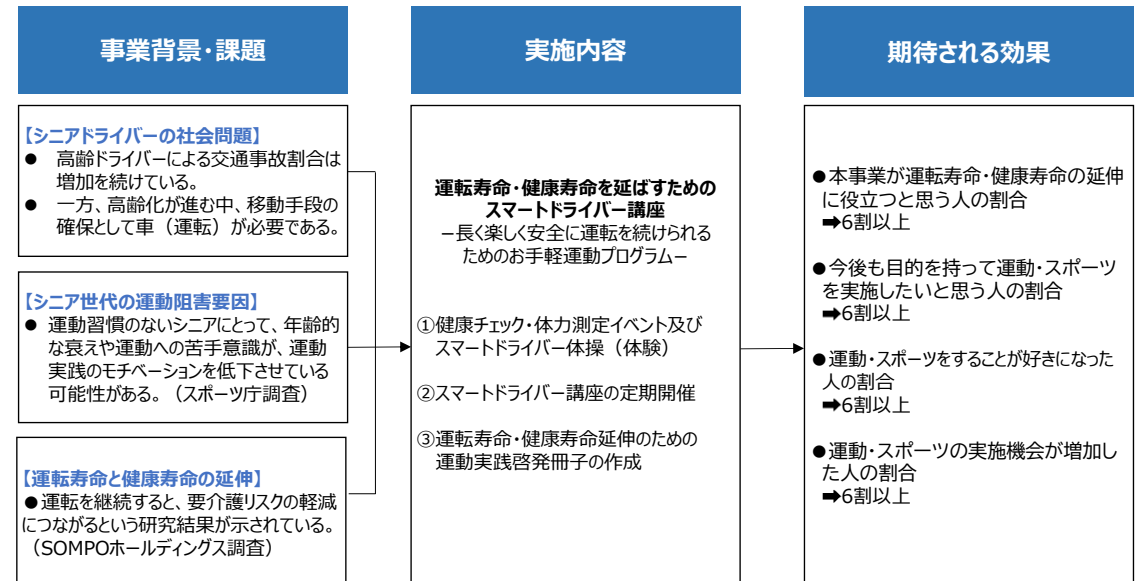 事業背景・課題
【シニアドライバーの社会問題】
● 高齢ドライバーによる交通事故割合は
増加を続けている。
● 一方、高齢化が進む中、移動手段の
確保として車（運転）が必要である。
【シニア世代の運動阻害要因】
● 運動習慣のないシニアにとって、年齢的
な衰えや運動への苦手意識が、運動
実践のモチベーションを低下させている
可能性がある。（スポーツ庁調査）
【運転寿命と健康寿命の延伸】
●運転を継続すると、要介護リスクの軽減
につながるという研究結果が示されている。
（SOMPOホールディングス調査）
実施内容
運転寿命・健康寿命を延ばすための
スマートドライバー講座
－長く楽しく安全に運転を続けられる
ためのお手軽運動プログラム－
①健康チェック・体力測定イベント及び
スマートドライバー体操（体験）
②スマートドライバー講座の定期開催
③運転寿命・健康寿命延伸のための
運動実践啓発冊子の作成
期待される効果
●本事業が運転寿命・健康寿命の延伸
に役立つと思う人の割合
➡6割以上
●今後も目的を持って運動・スポーツ
を実施したいと思う人の割合
➡6割以上
●運動・スポーツをすることが好きになった
人の割合
➡6割以上
●運動・スポーツの実施機会が増加し
た人の割合
➡6割以上